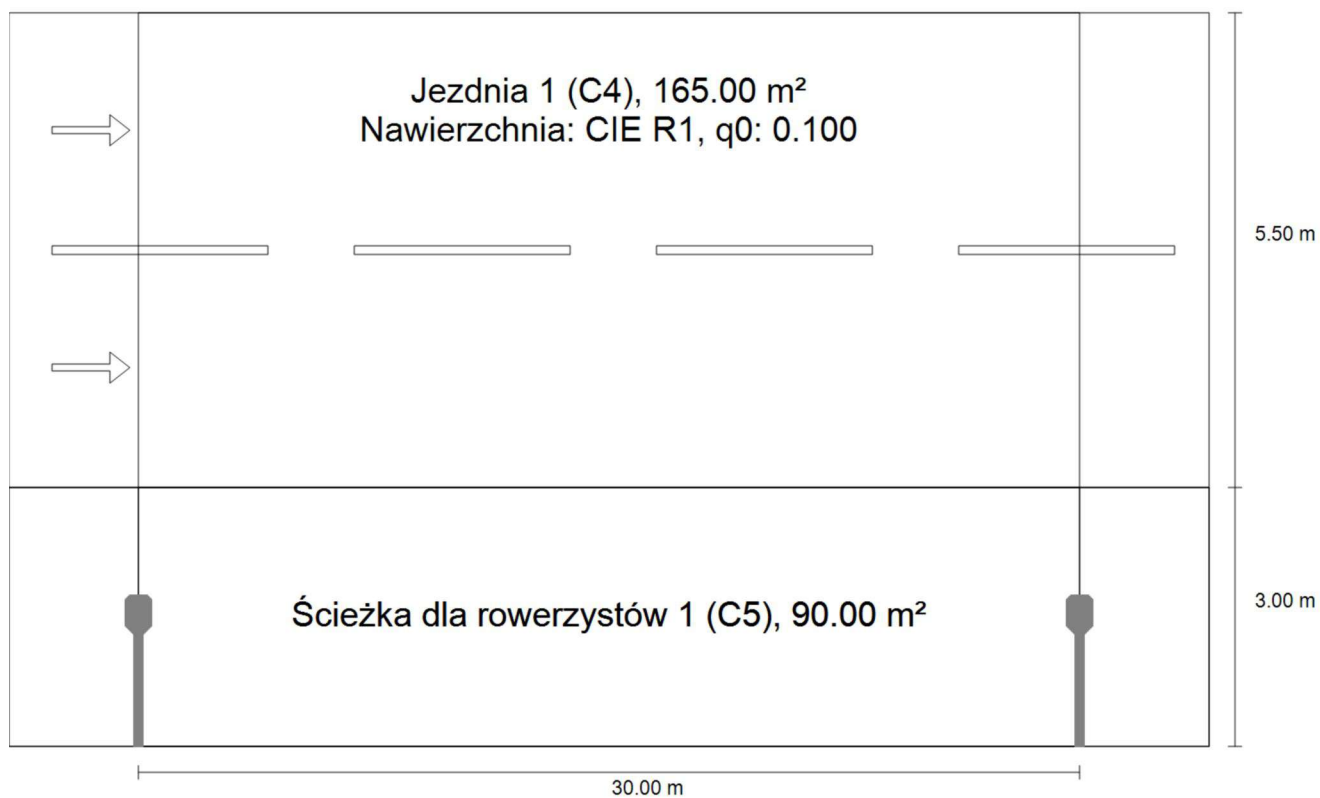 Jezdnia 1 (C4), 165.00 m²
Nawierzchnia: CIE R1, q0: 0.100
5.50 m
Ścieżka dla rowerzystów 1 (C5), 90.00 m²
3.00 m
30.00 m